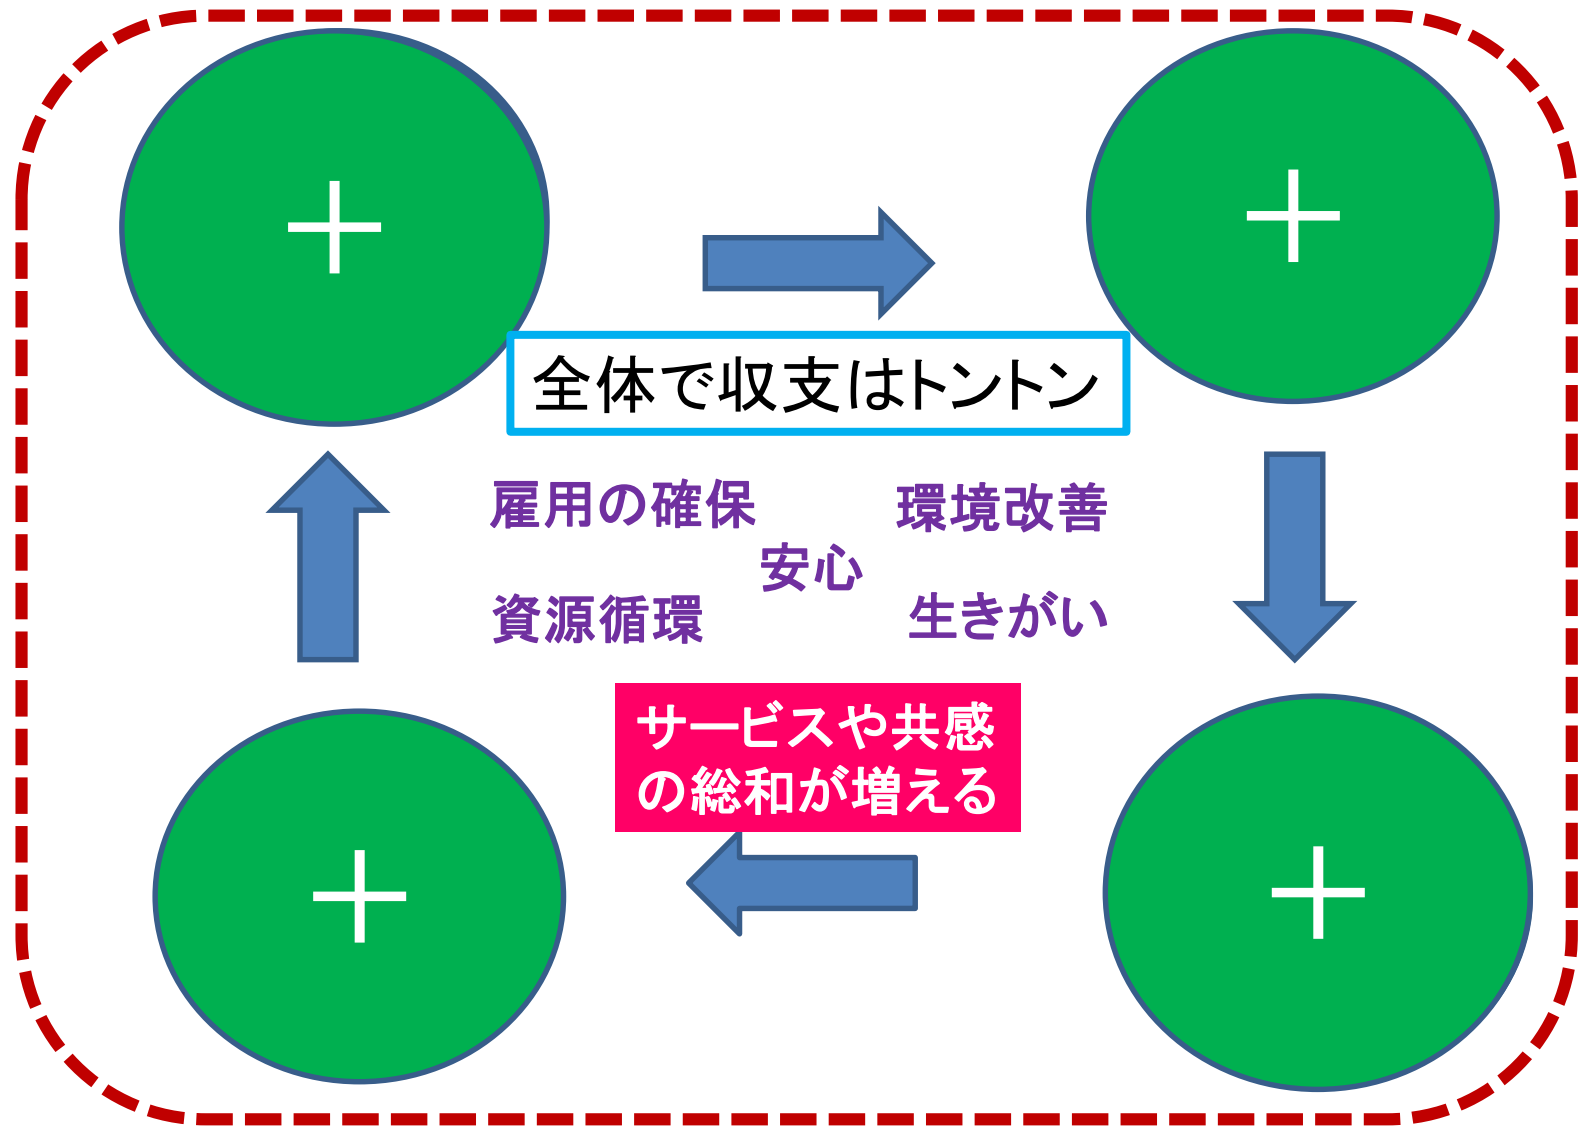 ＋
＋
全体で収支はトントン
雇用の確保
環境改善
安心
資源循環
生きがい
サービスや共感
の総和が増える
＋
＋